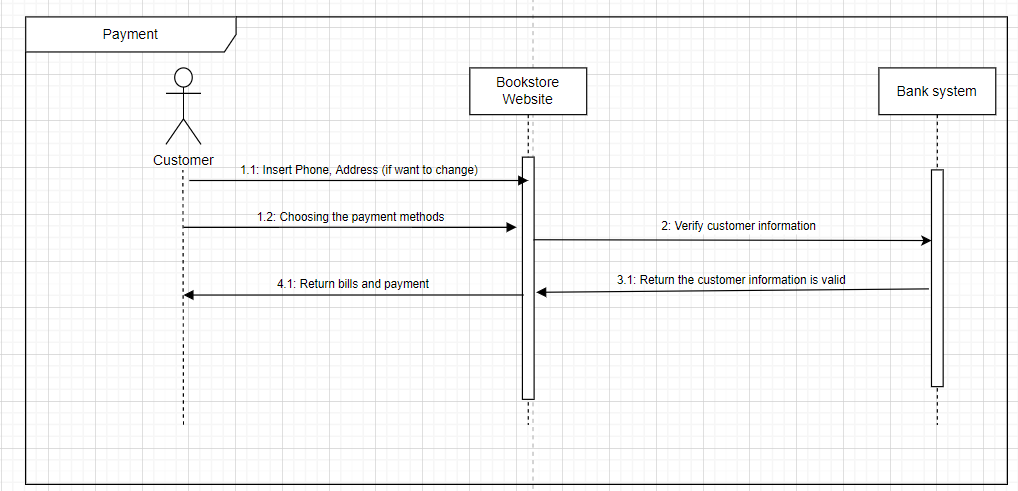 Payment
Bookstore
Website
Bank system
Customer
1.1: Insert Phone, Address (if want to change)
1.2: Choosing the payment methods
2: Verify customer information
3.1: Return the customer information is valid
4.1: Return bills and payment